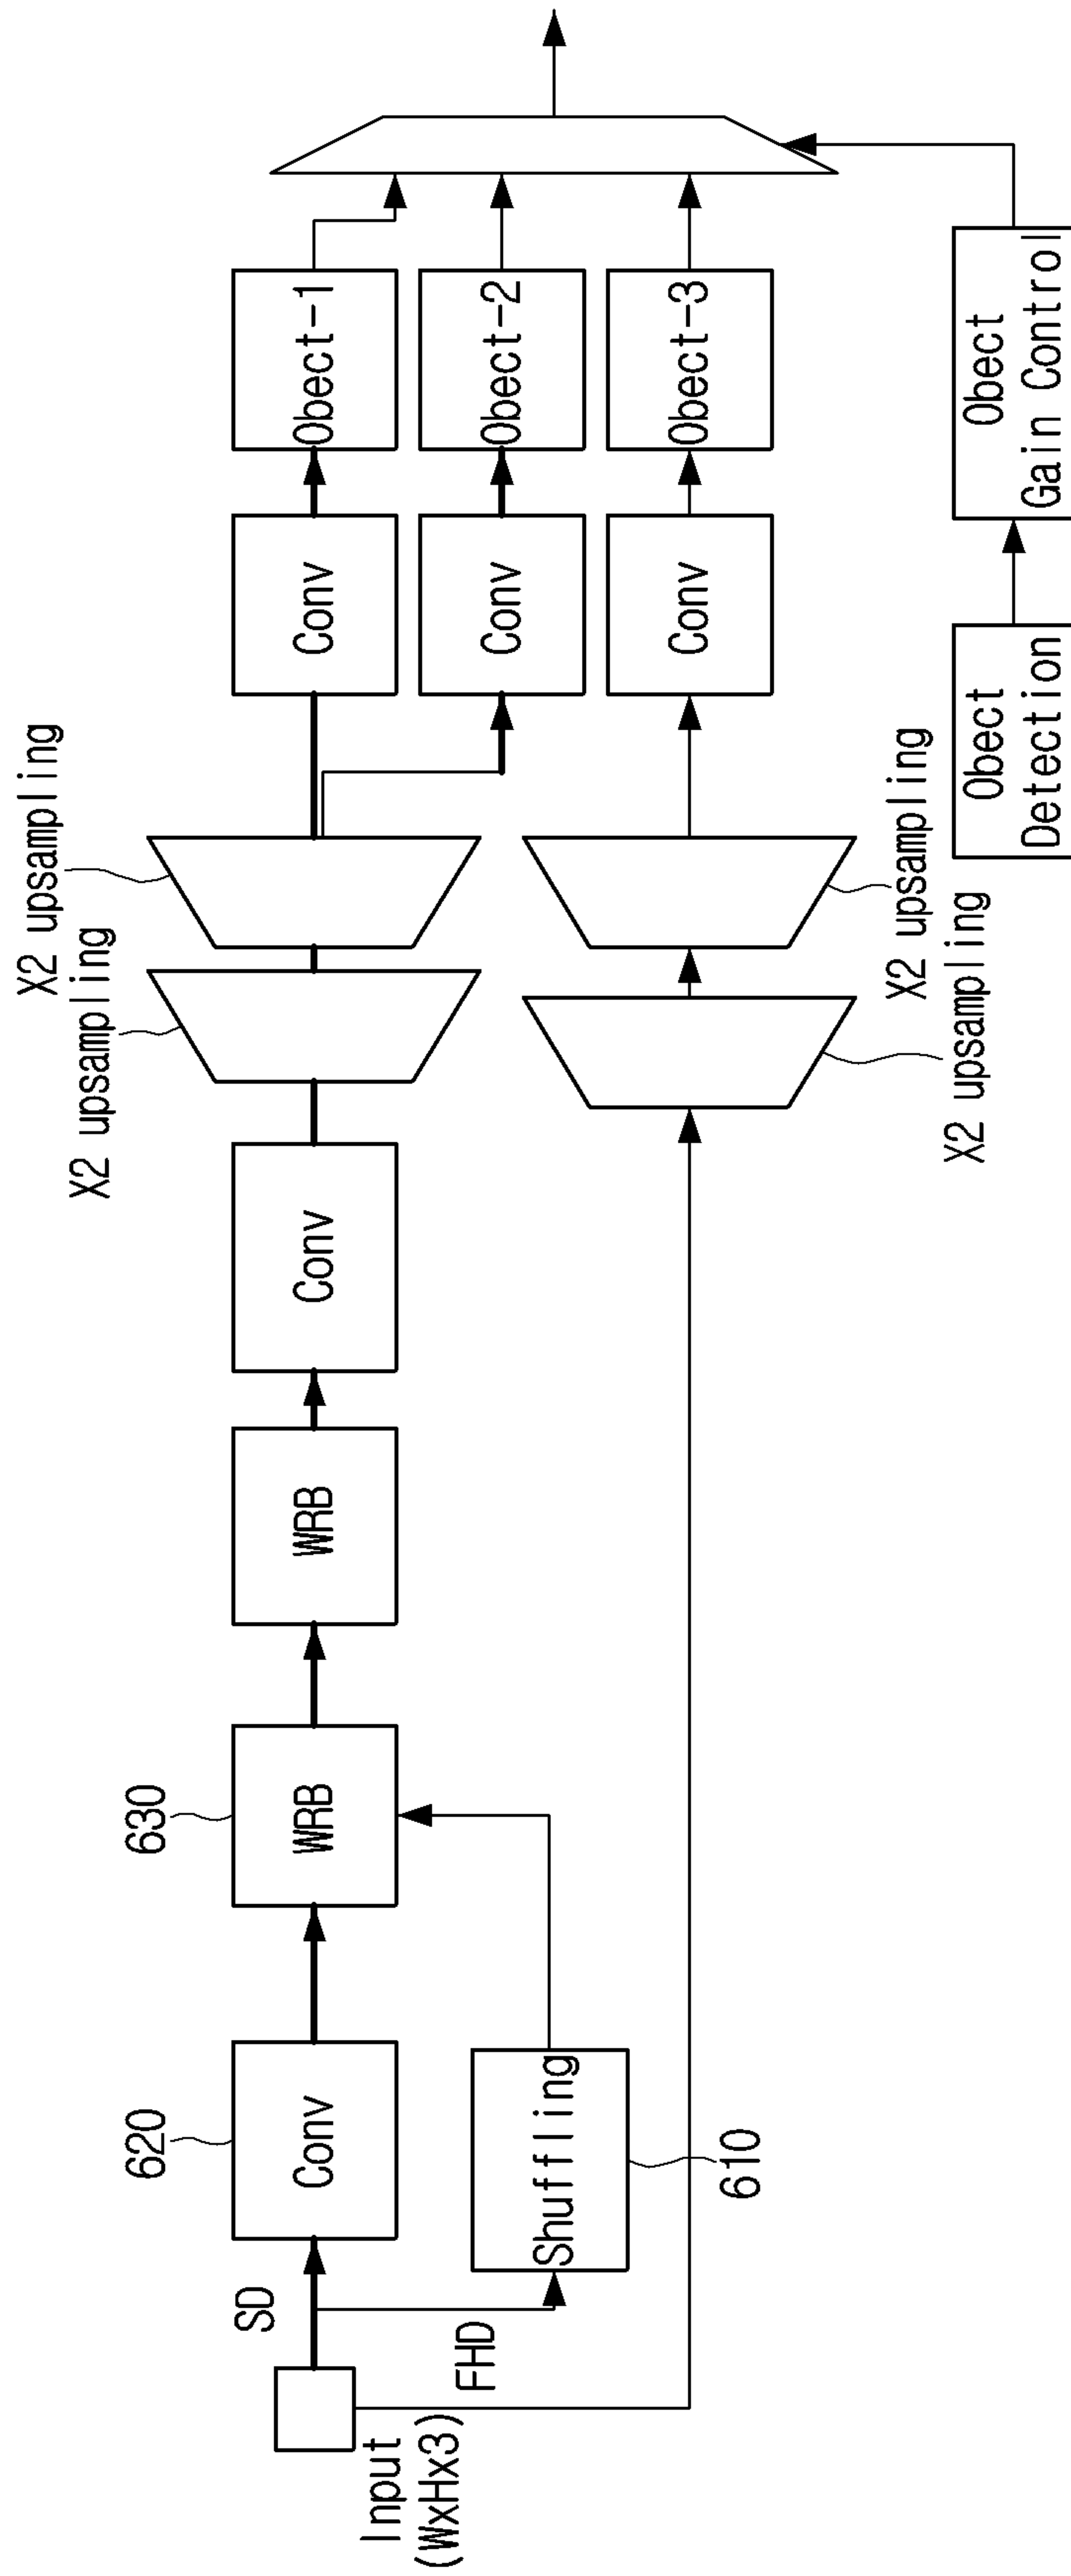 Input
(WxHx3)
SD
FHD
620
Conv
Shuffling
610
630
WRB
WRB
Conv
X2 upsampling
X2 upsampling
X2 upsampling
X2 upsampling
Conv
Conv
Conv
Obect-1
Obect-2
Obect-3
Obect
Detection
Obect
Gain Control